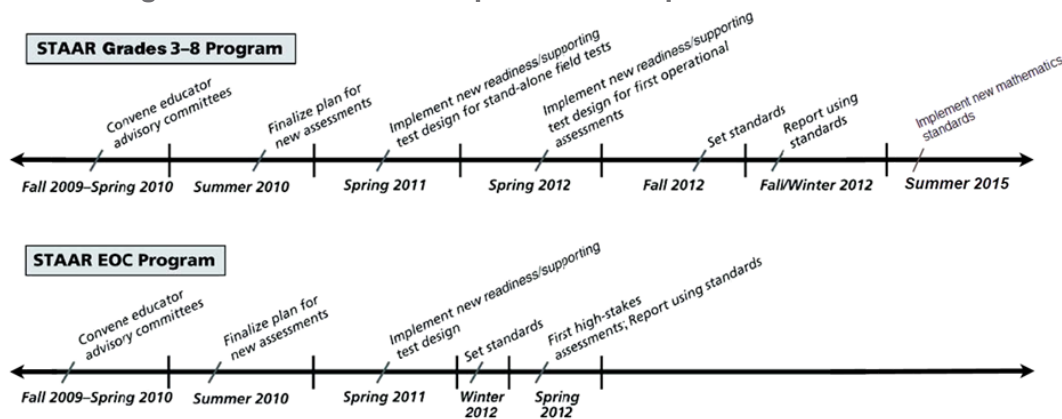 STAAR Grades 3–8 Program
Convene educator
advisory committees
Finalize plan for
new assessments
Implement new readiness/supporting
test design for stand-alone field tests
Implement new readiness/supporting
test design for first operational
assessments
Set standards
Report using
standards
Implement new mathematics
standards
Fall 2009–Spring 2010
Summer 2010
Spring 2011
Spring 2012
Fall 2012
Fall/Winter 2012
Summer 2015
STAAR EOC Program
Convene educator
advisory committees
Finalize plan for
new assessments
Implement new readiness/supporting
test design
Set standards
First high-stakes
assessments; Report using standards
Fall 2009–Spring 2010
Summer 2010
Spring 2011
Winter
2012
Spring
2012